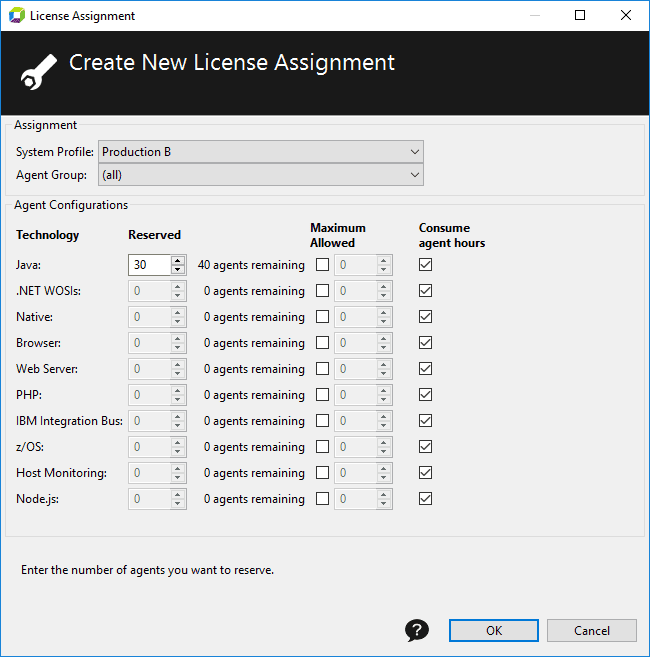 License Assignment
Create New License Assignment
Assignment
System Profile: Production B
Agent Group: (all)
Agent Configurations
Technology Reserved Maximum Allowed Consume agent hours
Java: 30 40 agents remaining 0
.NET WOSIs: 0 0 agents remaining 0
Native: 0 0 agents remaining 0
Browser: 0 0 agents remaining 0
Web Server: 0 0 agents remaining 0
PHP: 0 0 agents remaining 0
IBM Integration Bus: 0 0 agents remaining 0
z/OS: 0 0 agents remaining 0
Host Monitoring: 0 0 agents remaining 0
Node.js: 0 0 agents remaining 0
Enter the number of agents you want to reserve.
? OK Cancel